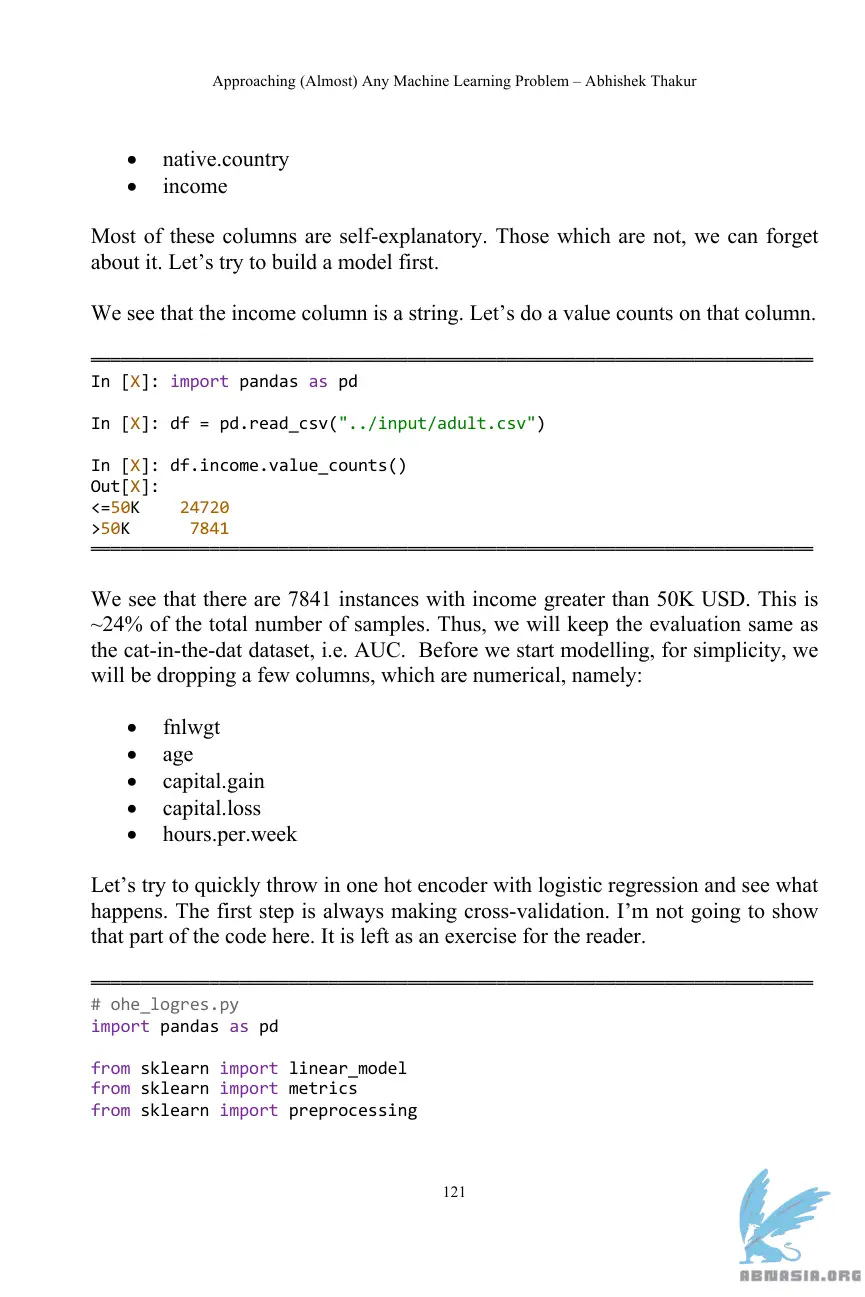 Approaching (Almost) Any Machine Learning Problem – Abhishek Thakur
• native.country
• income
Most of these columns are self-explanatory. Those which are not, we can forget
about it. Let’s try to build a model first.
We see that the income column is a string. Let’s do a value counts on that column.
In [X]: import pandas as pd
In [X]: df = pd.read_csv("../input/adult.csv")
In [X]: df.income.value_counts()
Out[X]:
<=50K    24720
>50K      7841
We see that there are 7841 instances with income greater than 50K USD. This is
~24% of the total number of samples. Thus, we will keep the evaluation same as
the cat-in-the-dat dataset, i.e. AUC.  Before we start modelling, for simplicity, we
will be dropping a few columns, which are numerical, namely:
• fnlwgt
• age
• capital.gain
• capital.loss
• hours.per.week
Let’s try to quickly throw in one hot encoder with logistic regression and see what
happens. The first step is always making cross-validation. I’m not going to show
that part of the code here. It is left as an exercise for the reader.
# ohe_logres.py
import pandas as pd
from sklearn import linear_model
from sklearn import metrics
from sklearn import preprocessing
121
ABNASIA.ORG